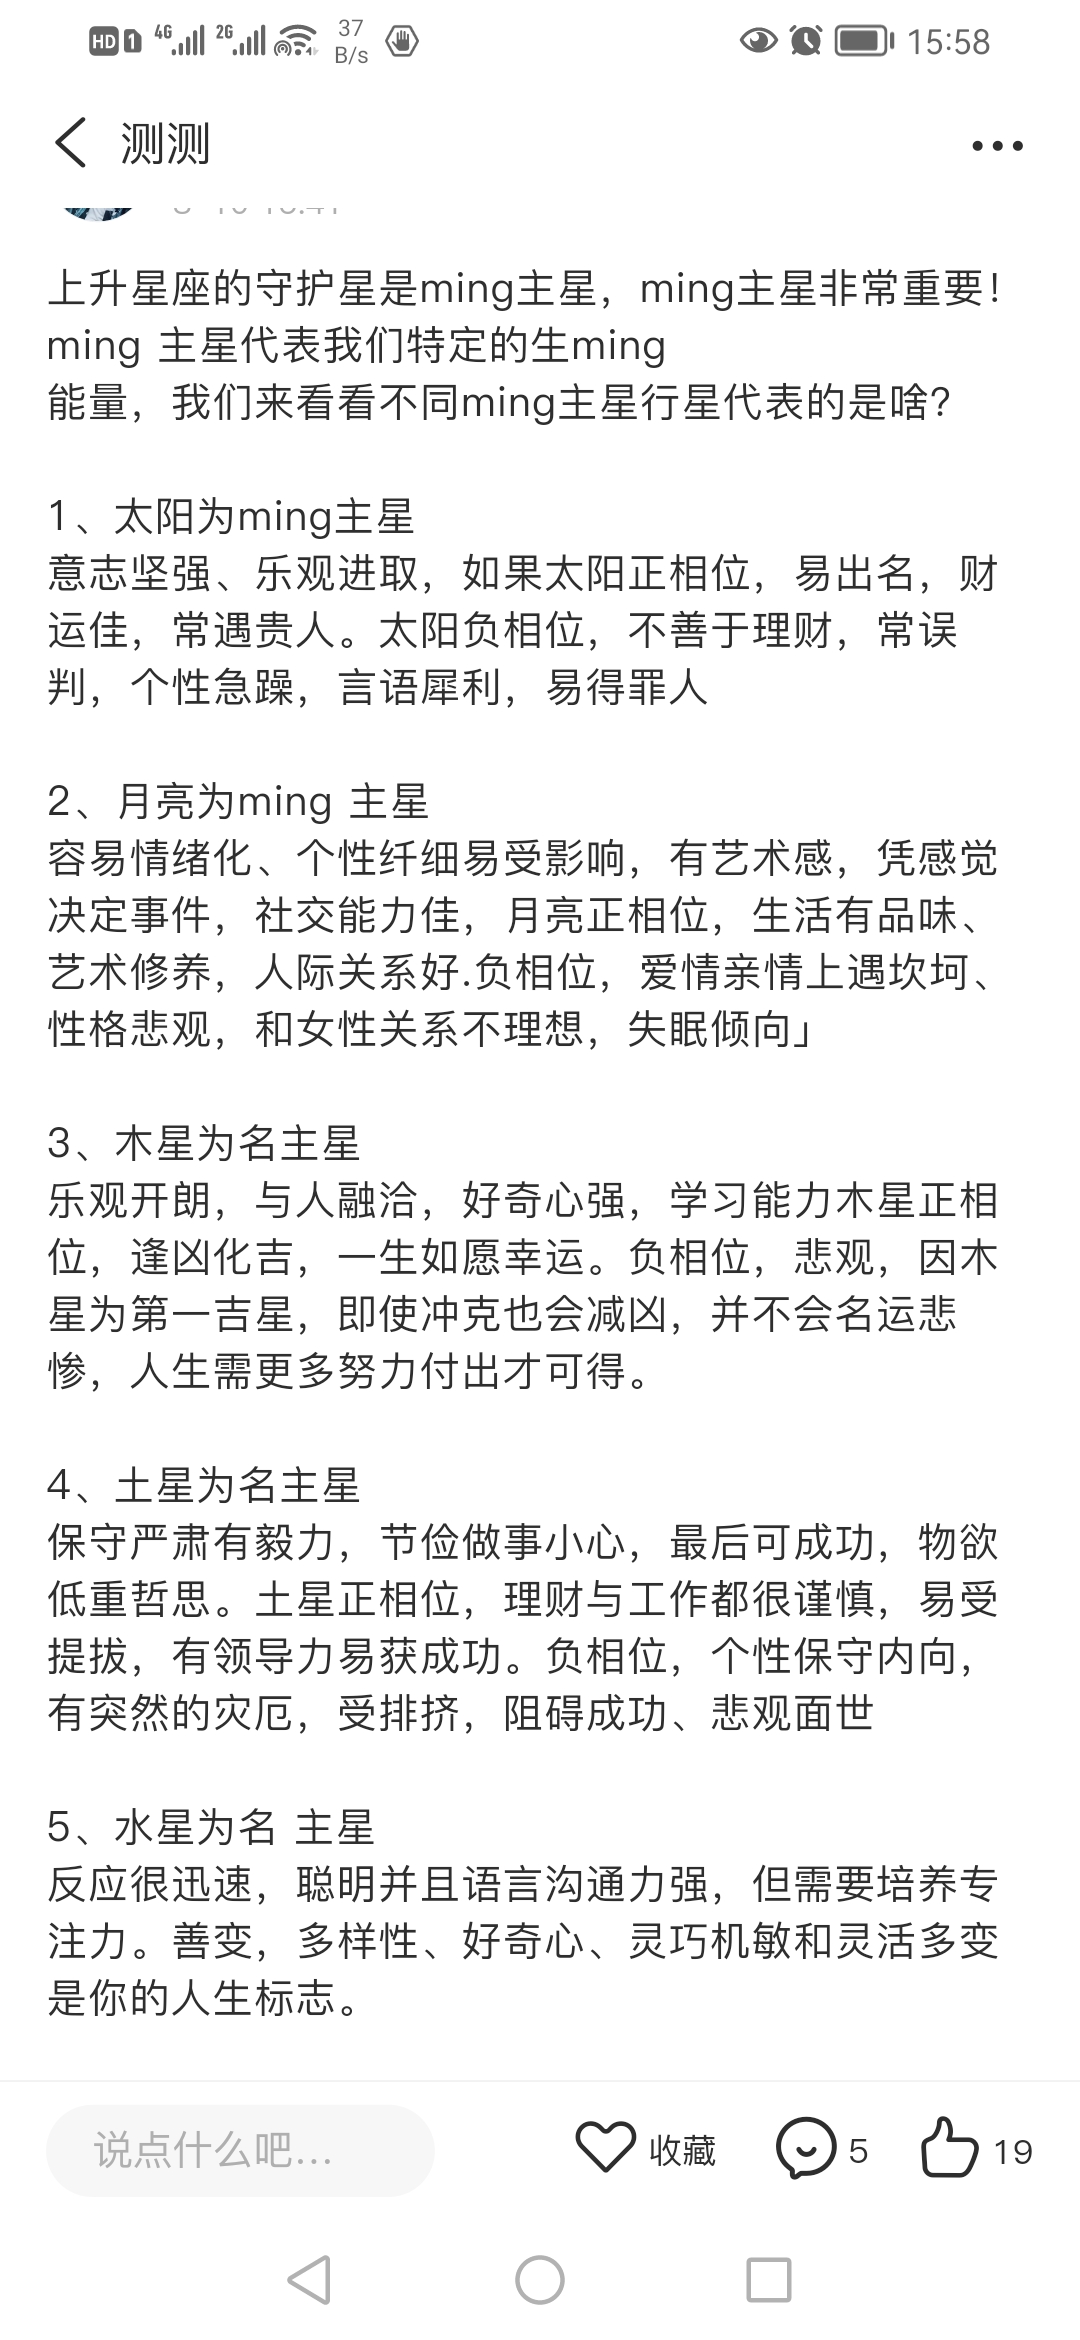 HD 1 4G 2G 37 B/s 15:58
测测
上升星座的守护星是ming主星，ming主星非常重要！
ming 主星代表我们特定的生ming
能量，我们来看看不同ming主星行星代表的是啥？
1、太阳为ming主星
意志坚强、乐观进取，如果太阳正相位，易出名，财
运佳，常遇贵人。太阳负相位，不善于理财，常误
判，个性急躁，言语犀利，易得罪人
2、月亮为ming 主星
容易情绪化、个性纤细易受影响，有艺术感，凭感觉
决定事件，社交能力佳，月亮正相位，生活有品味、
艺术修养，人际关系好.负相位，爱情亲情上遇坎坷、
性格悲观，和女性关系不理想，失眠倾向」
3、木星为名主星
乐观开朗，与人融洽，好奇心强，学习能力木星正相
位，逢凶化吉，一生如愿幸运。负相位，悲观，因木
星为第一吉星，即使冲克也会减凶，并不会名运悲
惨，人生需更多努力付出才可得。
4、土星为名主星
保守严肃有毅力，节俭做事小心，最后可成功，物欲
低重哲思。土星正相位，理财与工作都很谨慎，易受
提拔，有领导力易获成功。负相位，个性保守内向，
有突然的灾厄，受排挤，阻碍成功、悲观面世
5、水星为名 主星
反应很迅速，聪明并且语言沟通力强，但需要培养专
注力。善变，多样性、好奇心、灵巧机敏和灵活多变
是你的人生标志。
说点什么吧... 收藏 5 19